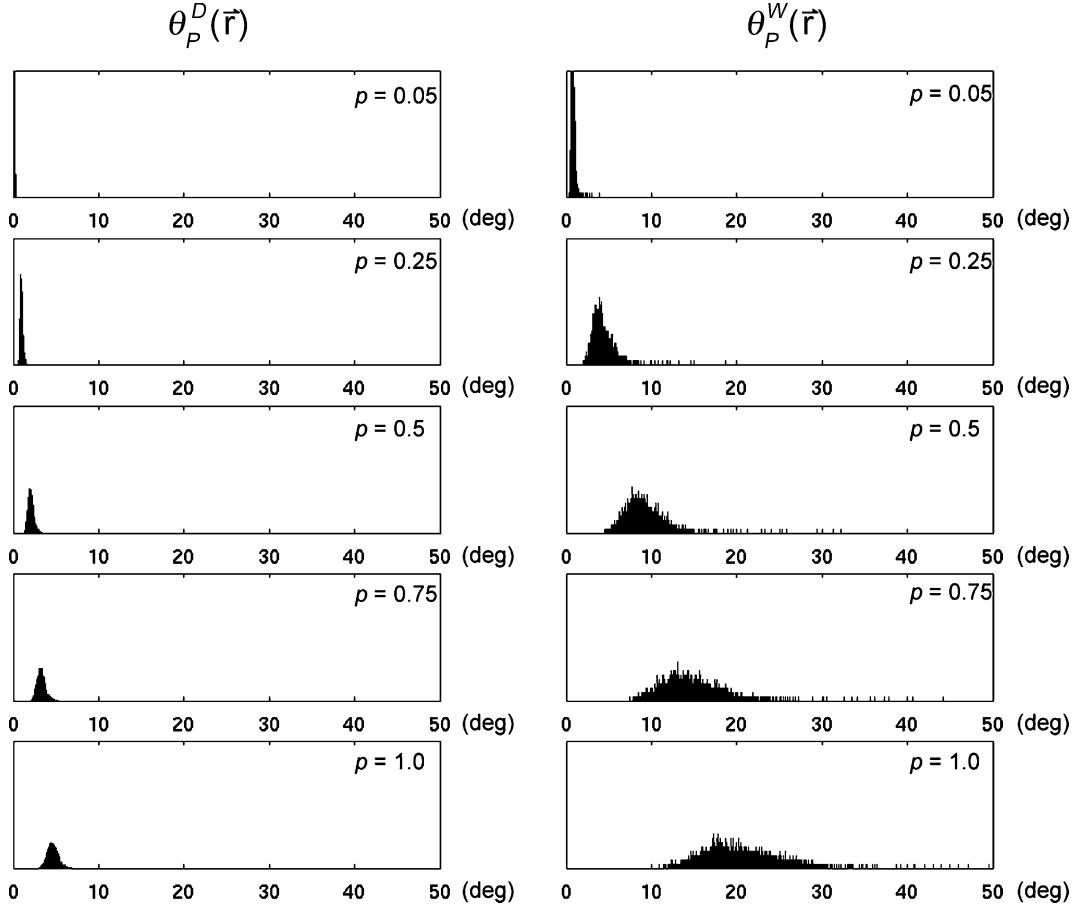 θ_P^D(r⃗) θ_P^W(r⃗)
p = 0.05 p = 0.05
0 10 20 30 40 50 (deg) 0 10 20 30 40 50 (deg)
p = 0.25 p = 0.25
0 10 20 30 40 50 (deg) 0 10 20 30 40 50 (deg)
p = 0.5 p = 0.5
0 10 20 30 40 50 (deg) 0 10 20 30 40 50 (deg)
p = 0.75 p = 0.75
0 10 20 30 40 50 (deg) 0 10 20 30 40 50 (deg)
p = 1.0 p = 1.0
0 10 20 30 40 50 (deg) 0 10 20 30 40 50 (deg)